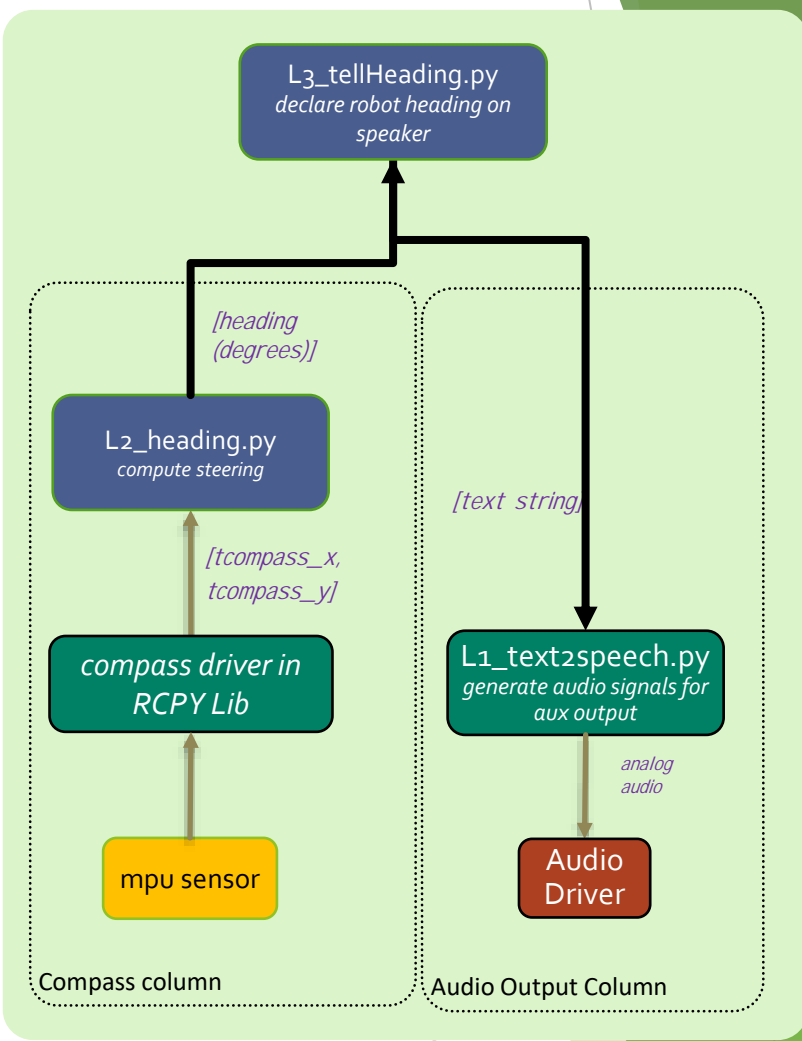 L3_tellHeading.py
declare robot heading on
speaker
[heading
(degrees)]
L2_heading.py
compute steering
[tcompass_x,
tcompass_y]
compass driver in
RCPY Lib
mpu sensor
Compass column
[text string]
L1_text2speech.py
generate audio signals for
aux output
analog
audio
Audio
Driver
Audio Output Column